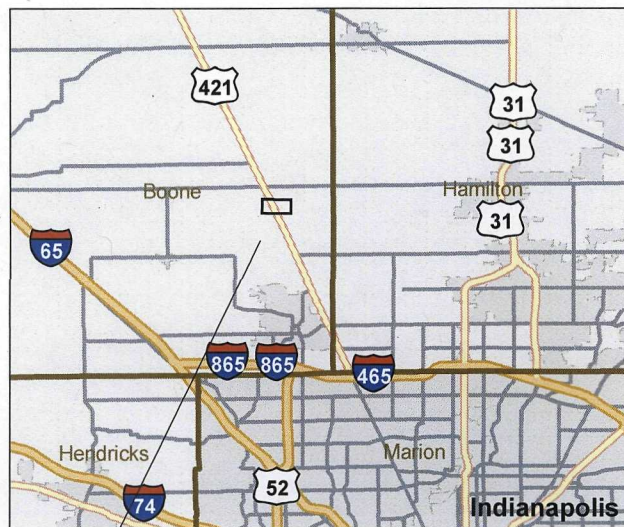 421
31
31
Boone
Hamilton
31
65
865
865
465
Hendricks
Marion
52
74
Indianapolis